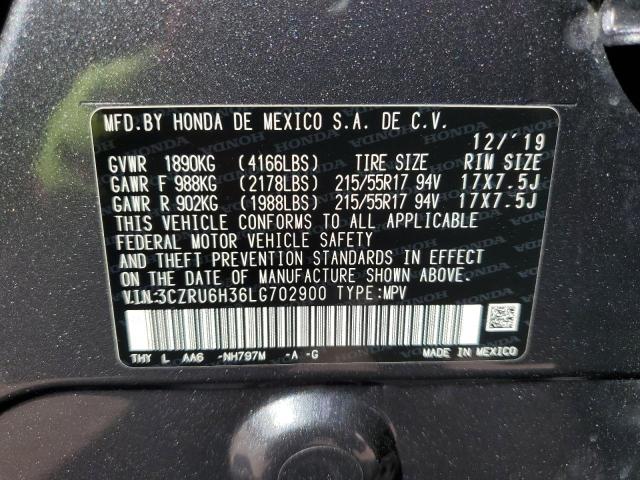 MFD.BY HONDA DE MEXICO S.A. DE C.V.
12/'19
GVWR 1890KG (4166LBS) TIRE SIZE RIM SIZE
GAWR F 988KG (2178LBS) 215/55R17 94V 17X7.5J
GAWR R 902KG (1988LBS) 215/55R17 94V 17X7.5J
THIS VEHICLE CONFORMS TO ALL APPLICABLE
FEDERAL MOTOR VEHICLE SAFETY
AND THEFT PREVENTION STANDARDS IN EFFECT
ON THE DATE OF MANUFACTURE SHOWN ABOVE.
V.I.N:3CZRU6H36LG702900 TYPE:MPV
THY L AA6 -NH797M -A -G MADE IN MEXICO